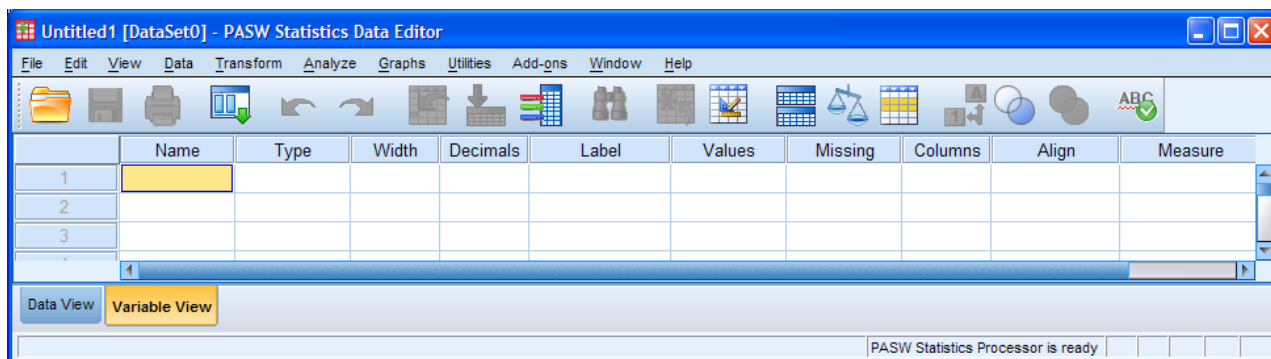 Untitled1 [DataSet0] - PASW Statistics Data Editor
File Edit View Data Transform Analyze Graphs Utilities Add-ons Window Help
A
1
ABC
Name Type Width Decimals Label Values Missing Columns Align Measure
1
2
3
Data View Variable View
PASW Statistics Processor is ready